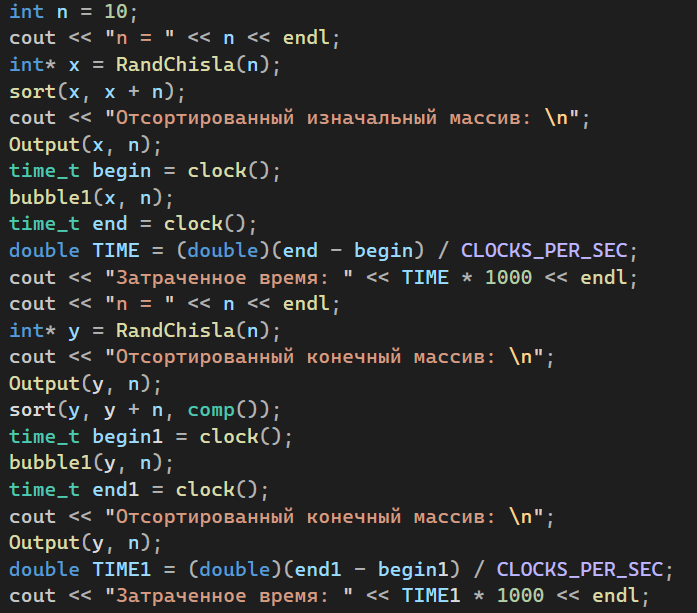 int n = 10;
cout << "n = " << n << endl;
int* x = RandChisla(n);
sort(x, x + n);
cout << "Отсортированный изначальный массив: \n";
Output(x, n);
time_t begin = clock();
bubble1(x, n);
time_t end = clock();
double TIME = (double)(end - begin) / CLOCKS_PER_SEC;
cout << "Затраченное время: " << TIME * 1000 << endl;
cout << "n = " << n << endl;
int* y = RandChisla(n);
cout << "Отсортированный конечный массив: \n";
Output(y, n);
sort(y, y + n, comp());
time_t begin1 = clock();
bubble1(y, n);
time_t end1 = clock();
cout << "Отсортированный конечный массив: \n";
Output(y, n);
double TIME1 = (double)(end1 - begin1) / CLOCKS_PER_SEC;
cout << "Затраченное время: " << TIME1 * 1000 << endl;